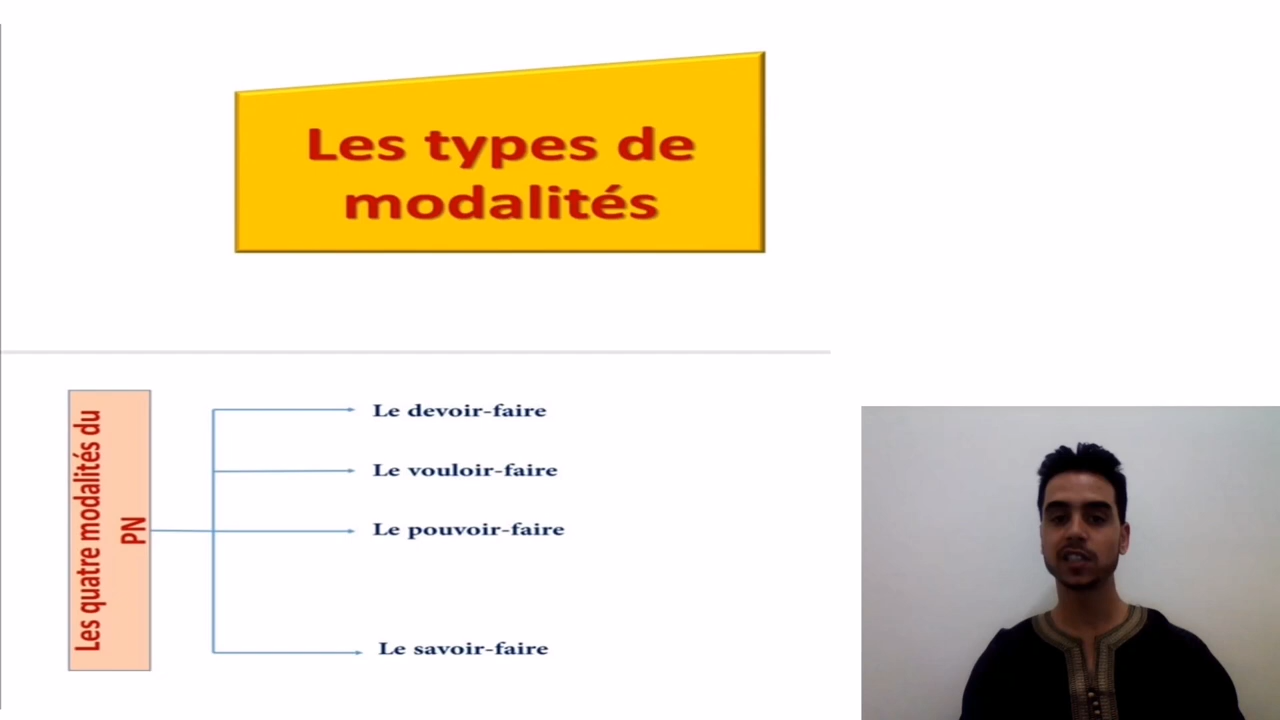 Les types de
modalités
Les quatre modalités du
PN
Le devoir-faire
Le vouloir-faire
Le pouvoir-faire
Le savoir-faire